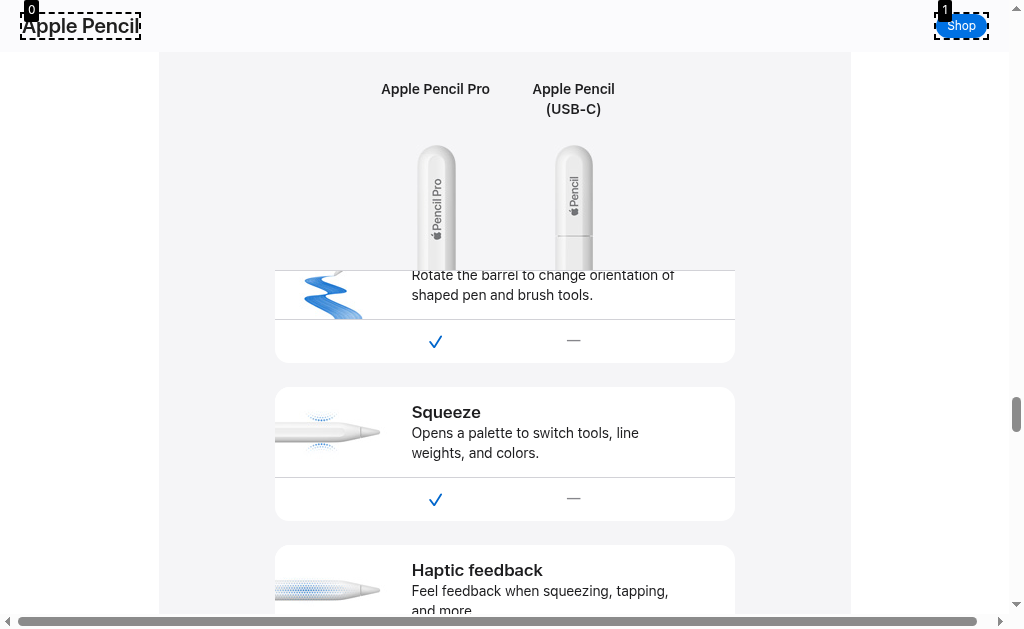 0
1
Apple Pencil
Shop
Apple Pencil Pro
Apple Pencil
(USB-C)
Pencil Pro
Pencil
Rotate the barrel to change orientation of
shaped pen and brush tools.
Squeeze
Opens a palette to switch tools, line
weights, and colors.
Haptic feedback
Feel feedback when squeezing, tapping,
and more.